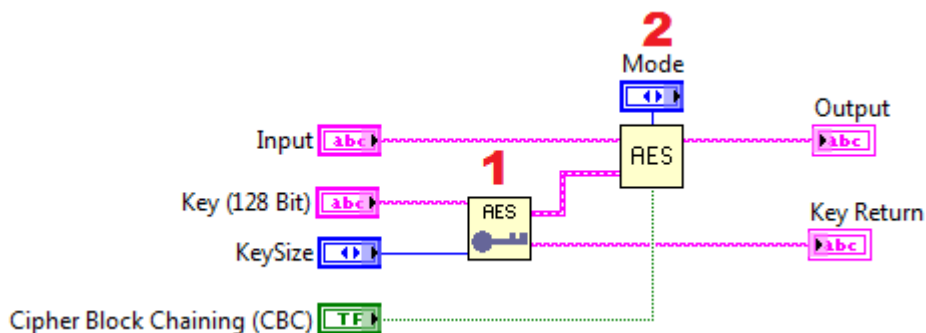 2
Mode
Output
Input
abc
abc
AES
1
Key (128 Bit)
abc
AES
Key Return
abc
KeySize
Cipher Block Chaining (CBC)
TF